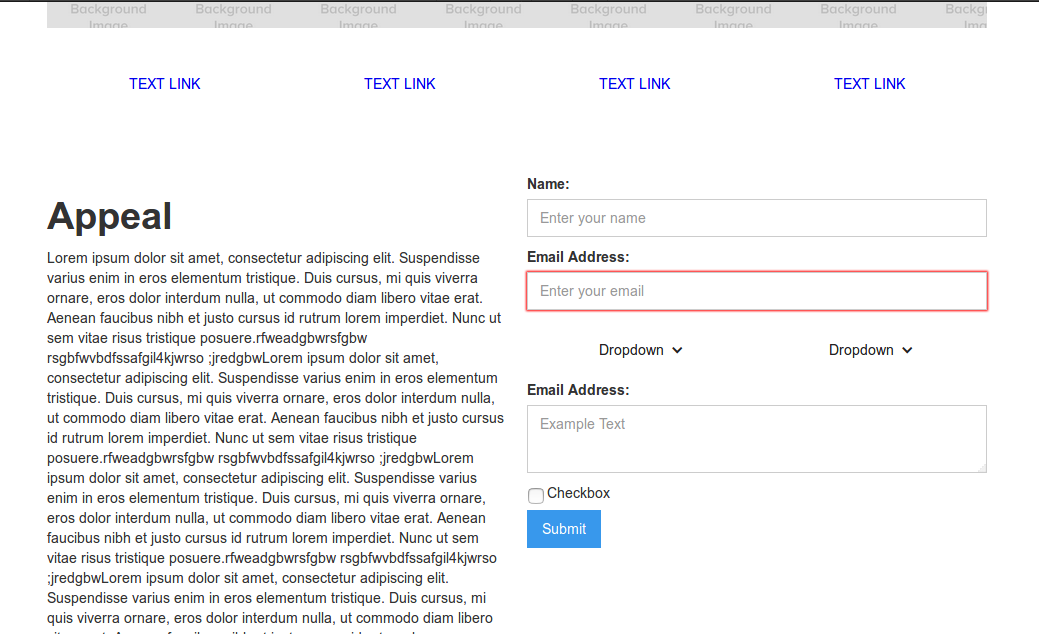 Background Background Background Background Background Background Background Backg
Image Image Image Image Image Image Image Ima
TEXT LINK TEXT LINK TEXT LINK TEXT LINK
Appeal
Lorem ipsum dolor sit amet, consectetur adipiscing elit. Suspendisse
varius enim in eros elementum tristique. Duis cursus, mi quis viverra
ornare, eros dolor interdum nulla, ut commodo diam libero vitae erat.
Aenean faucibus nibh et justo cursus id rutrum lorem imperdiet. Nunc ut
sem vitae risus tristique posuere.rfweadgbwrsfgbw
rsgbfwvbdfssafgil4kjwrso ;jredgbwLorem ipsum dolor sit amet,
consectetur adipiscing elit. Suspendisse varius enim in eros elementum
tristique. Duis cursus, mi quis viverra ornare, eros dolor interdum nulla,
ut commodo diam libero vitae erat. Aenean faucibus nibh et justo cursus
id rutrum lorem imperdiet. Nunc ut sem vitae risus tristique
posuere.rfweadgbwrsfgbw rsgbfwvbdfssafgil4kjwrso ;jredgbwLorem
ipsum dolor sit amet, consectetur adipiscing elit. Suspendisse varius
enim in eros elementum tristique. Duis cursus, mi quis viverra ornare,
eros dolor interdum nulla, ut commodo diam libero vitae erat. Aenean
faucibus nibh et justo cursus id rutrum lorem imperdiet. Nunc ut sem
vitae risus tristique posuere.rfweadgbwrsfgbw rsgbfwvbdfssafgil4kjwrso
;jredgbwLorem ipsum dolor sit amet, consectetur adipiscing elit.
Suspendisse varius enim in eros elementum tristique. Duis cursus, mi
quis viverra ornare, eros dolor interdum nulla, ut commodo diam libero
Name:
Enter your name
Email Address:
Enter your email
Dropdown Dropdown
Email Address:
Example Text
Checkbox
Submit